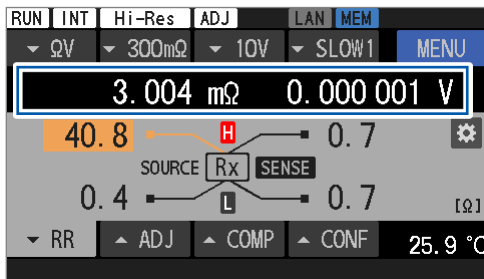 RUN INT Hi-Res ADJ LAN MEM
ΩV 300mΩ 10V SLOW1 MENU
3.004 mΩ 0.000 001 V
40.8 H 0.7
SOURCE Rx SENSE
0.4 L 0.7 [Ω]
RR ADJ COMP CONF 25.9 °C